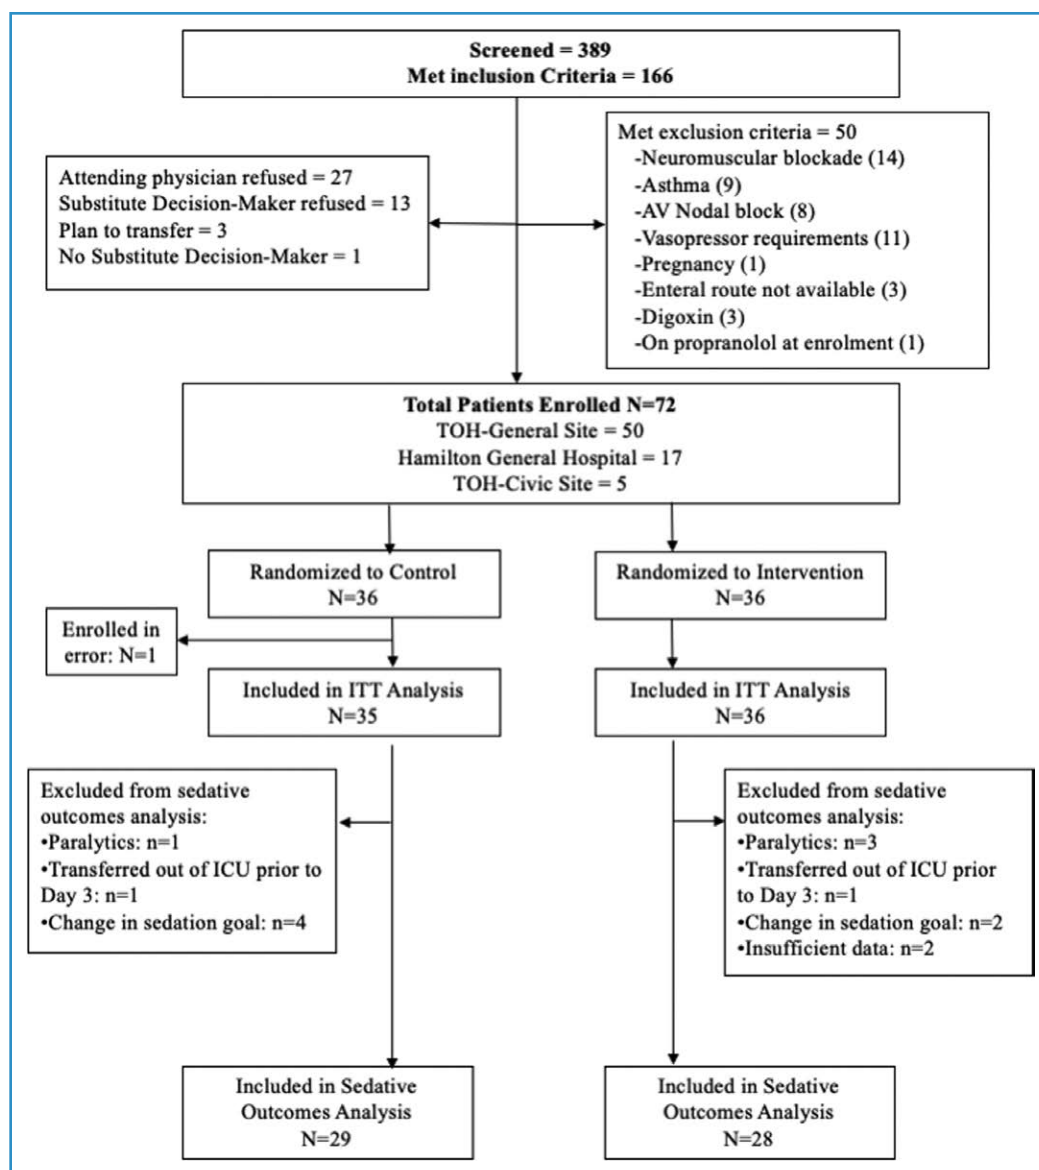 Screened = 389
Met inclusion Criteria = 166
Attending physician refused = 27
Substitute Decision-Maker refused = 13
Plan to transfer = 3
No Substitute Decision-Maker = 1
Met exclusion criteria = 50
-Neuromuscular blockade (14)
-Asthma (9)
-AV Nodal block (8)
-Vasopressor requirements (11)
-Pregnancy (1)
-Enteral route not available (3)
-Digoxin (3)
-On propranolol at enrolment (1)
Total Patients Enrolled N=72
TOH-General Site = 50
Hamilton General Hospital = 17
TOH-Civic Site = 5
Randomized to Control
N=36
Randomized to Intervention
N=36
Enrolled in
error: N=1
Included in ITT Analysis
N=35
Included in ITT Analysis
N=36
Excluded from sedative
outcomes analysis:
•Paralytics: n=1
•Transferred out of ICU prior to
Day 3: n=1
•Change in sedation goal: n=4
Excluded from sedative
outcomes analysis:
•Paralytics: n=3
•Transferred out of ICU prior
to Day 3: n=1
•Change in sedation goal: n=2
•Insufficient data: n=2
Included in Sedative
Outcomes Analysis
N=29
Included in Sedative
Outcomes Analysis
N=28